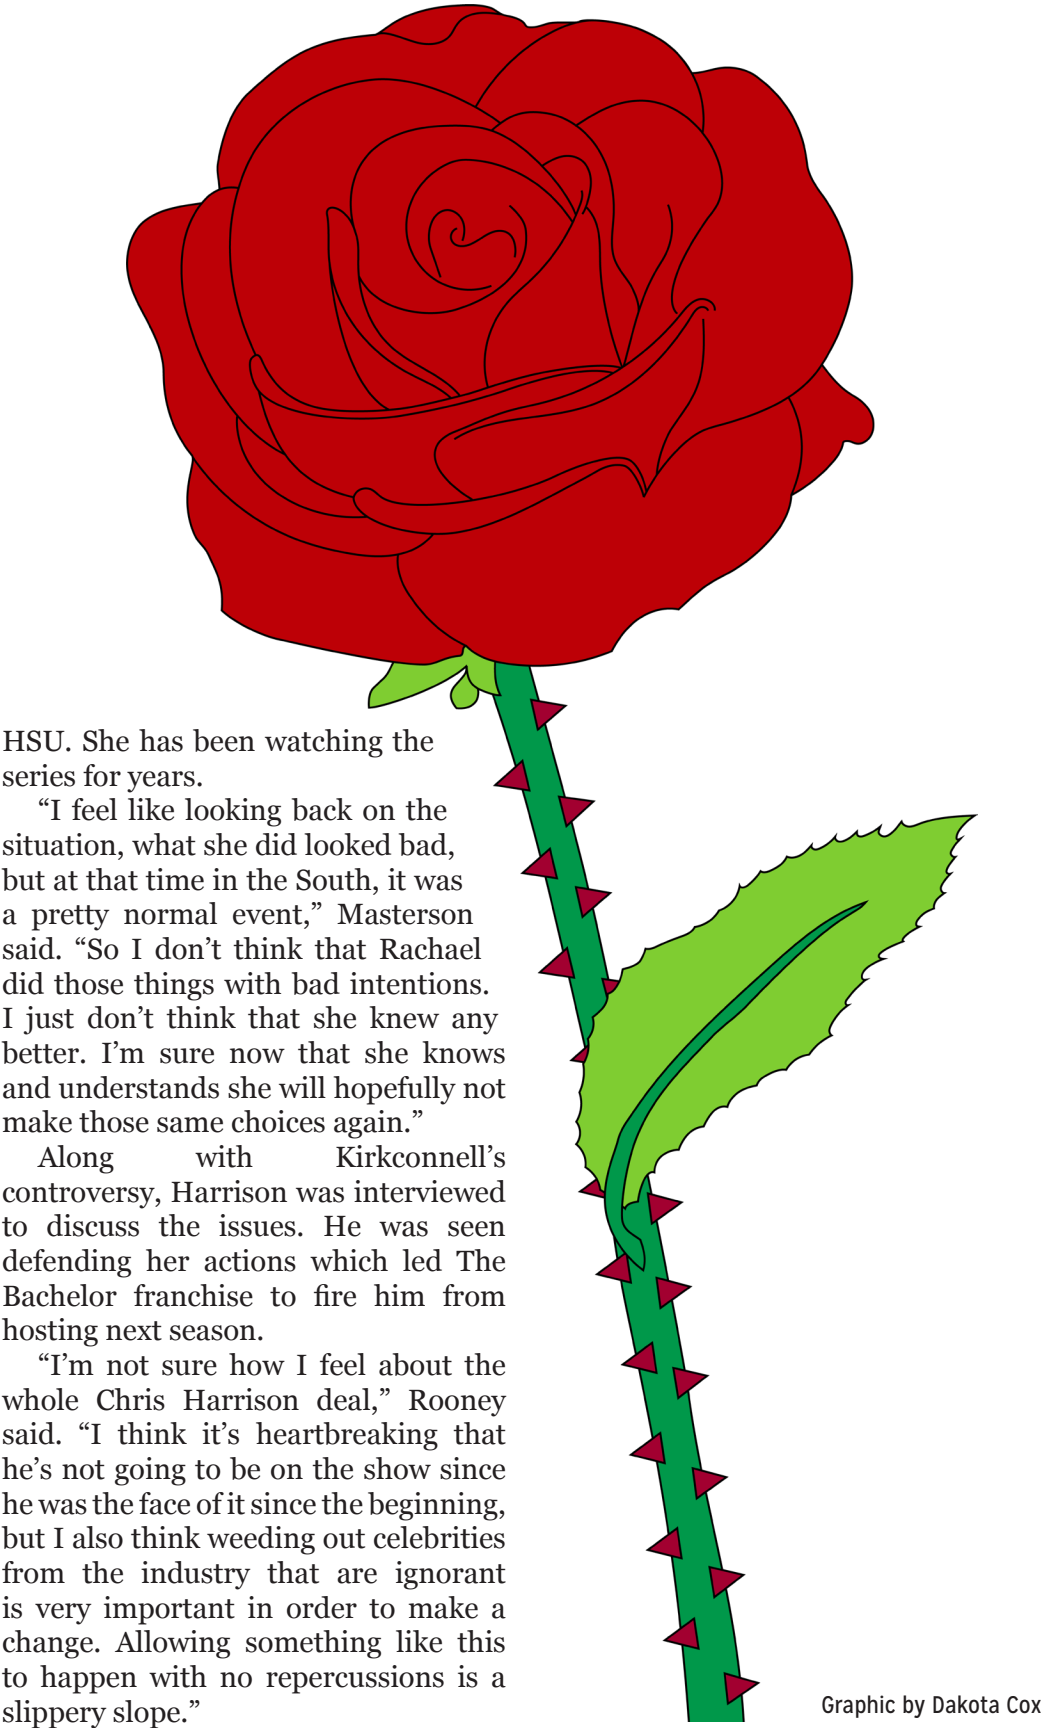 HSU. She has been watching the
series for years.
“I feel like looking back on the
situation, what she did looked bad,
but at that time in the South, it was
a pretty normal event,” Masterson
said. “So I don’t think that Rachael
did those things with bad intentions.
I just don’t think that she knew any
better. I’m sure now that she knows
and understands she will hopefully not
make those same choices again.”
Along with Kirkconnell’s
controversy, Harrison was interviewed
to discuss the issues. He was seen
defending her actions which led The
Bachelor franchise to fire him from
hosting next season.
“I’m not sure how I feel about the
whole Chris Harrison deal,” Rooney
said. “I think it’s heartbreaking that
he’s not going to be on the show since
he was the face of it since the beginning,
but I also think weeding out celebrities
from the industry that are ignorant
is very important in order to make a
change. Allowing something like this
to happen with no repercussions is a
slippery slope.”
Graphic by Dakota Cox